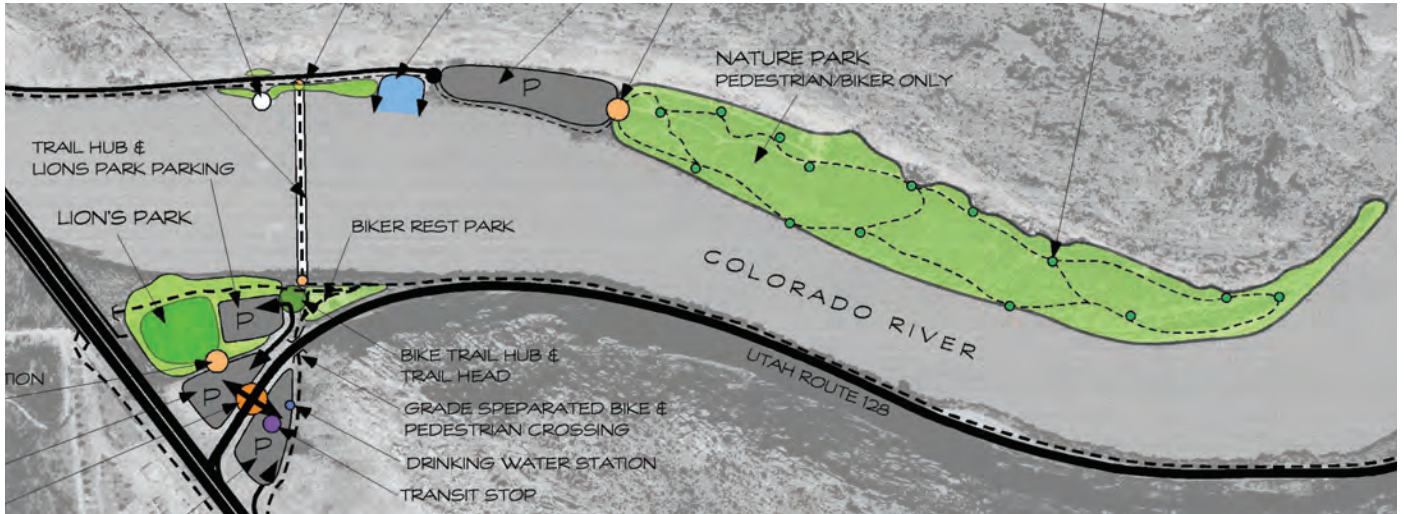 P
NATURE PARK
PEDESTRIAN/BIKER ONLY
TRAIL HUB &
LIONS PARK PARKING
LION'S PARK
BIKER REST PARK
COLORADO RIVER
P
UTAH ROUTE 128
BIKE TRAIL HUB &
TRAIL HEAD
TION
P
GRADE SPEPARATED BIKE &
PEDESTRIAN CROSSING
P
DRINKING WATER STATION
TRANSIT STOP